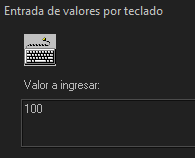 Entrada de valores por teclado
Valor a ingresar:
100